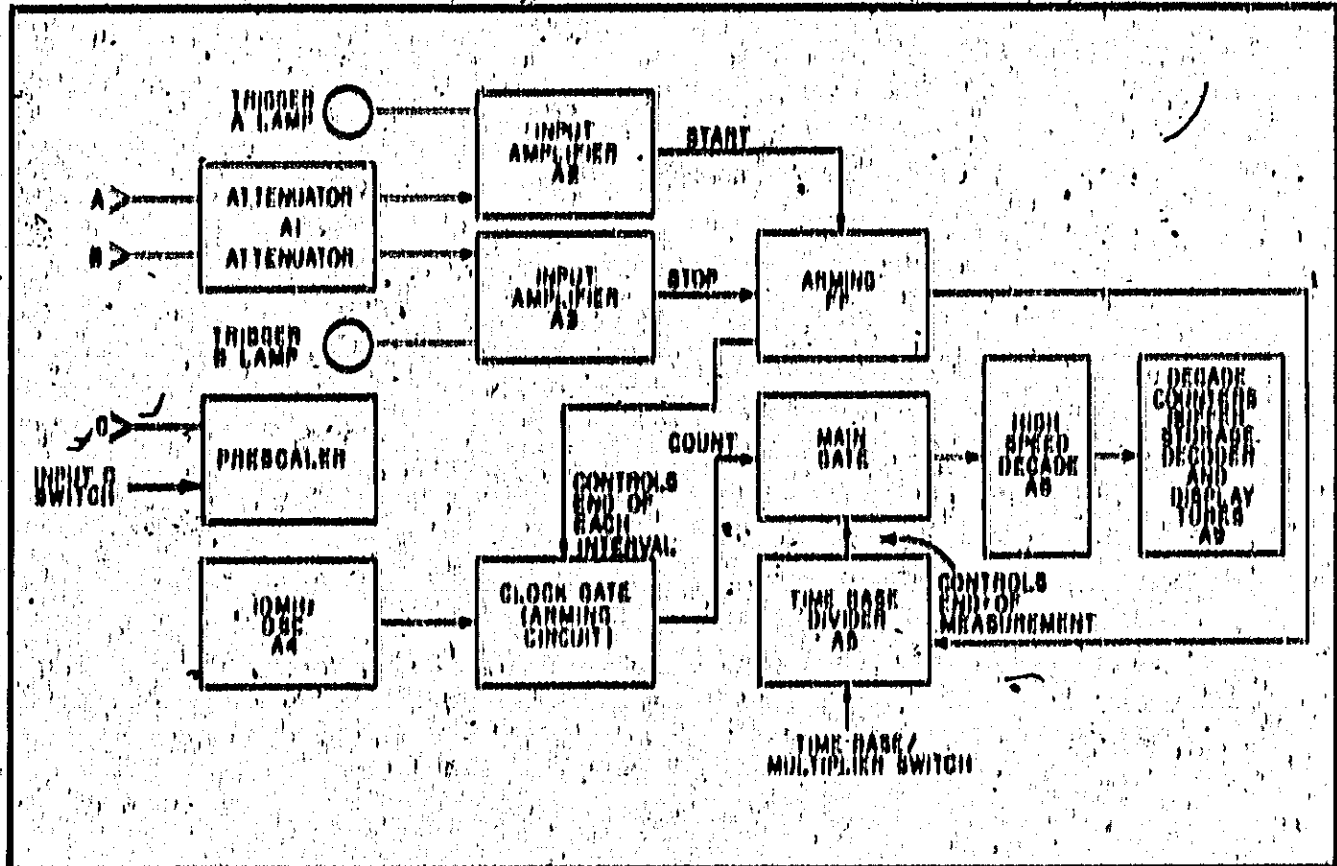 TRIGGER
A LAMP
INPUT
AMPLIFIER
A2
START
A
ATTENUATOR
A1
ATTENUATOR
B
INPUT
AMPLIFIER
A3
STOP
ARMING
FF
TRIGGER
B LAMP
C
INPUT C
SWITCH
PRESCALER
CONTROLS
END OF
EACH
INTERVAL
COUNT
MAIN
GATE
HIGH
SPEED
DECADE
DECADE
COUNTERS
STORAGE
DECODER
AND
DISPLAY
TUBES
A9
10MHz
OSC
A4
CLOCK GATE
(ARMING
CIRCUIT)
TIME BASE
DIVIDER
CONTROLS
END OF
MEASUREMENT
TIME BASE/
MULTIPLIER SWITCH